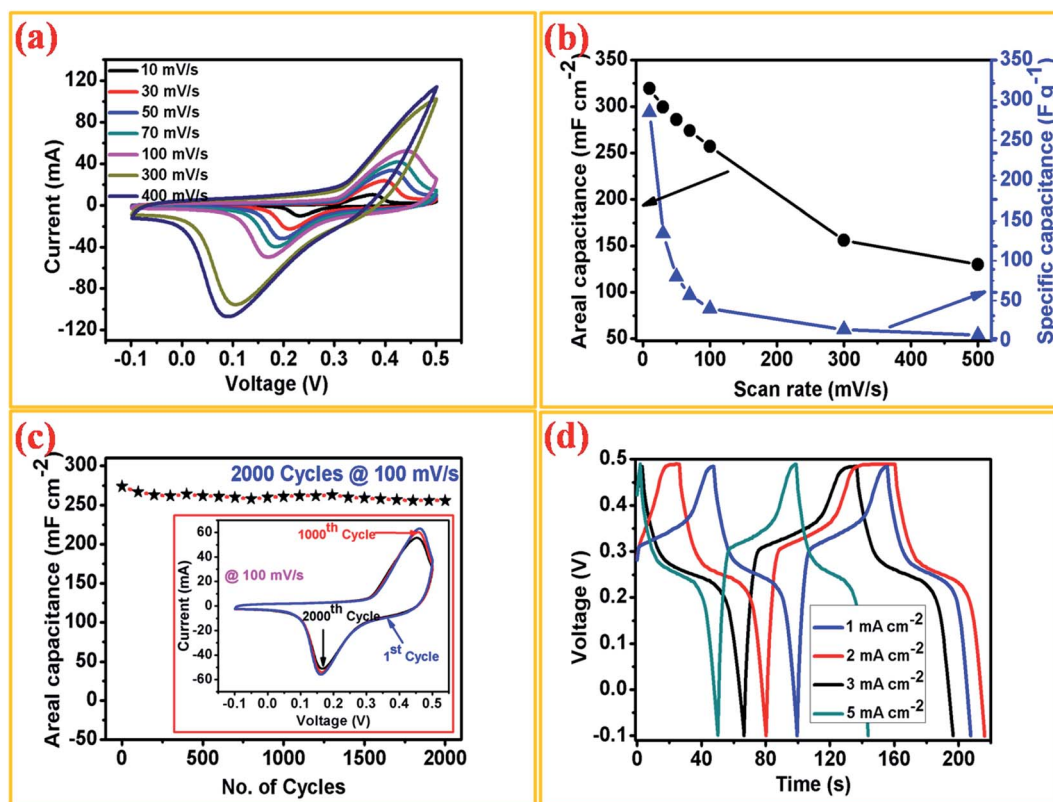 (a)
10 mV/s
30 mV/s
50 mV/s
70 mV/s
100 mV/s
300 mV/s
400 mV/s
120
80
40
0
-40
-80
-120
Current (mA)
-0.1 0.0 0.1 0.2 0.3 0.4 0.5
Voltage (V)
(b)
350
300
250
200
150
100
50
Areal capacitance (mF cm-2)
350
300
250
200
150
100
50
0
Specific capacitance (F g-1)
0 100 200 300 400 500
Scan rate (mV/s)
(c)
2000 Cycles @ 100 mV/s
300
250
200
150
100
50
0
-50
Areal capacitance (mF cm-2)
0 500 1000 1500 2000
No. of Cycles
1000th Cycle
@ 100 mV/s
2000th Cycle
1st Cycle
60
40
20
0
-20
-40
-60
Current (mA)
-0.1 0.0 0.1 0.2 0.3 0.4 0.5
Voltage (V)
(d)
0.5
0.4
0.3
0.2
0.1
0.0
-0.1
Voltage (V)
1 mA cm-2
2 mA cm-2
3 mA cm-2
5 mA cm-2
0 40 80 120 160 200
Time (s)